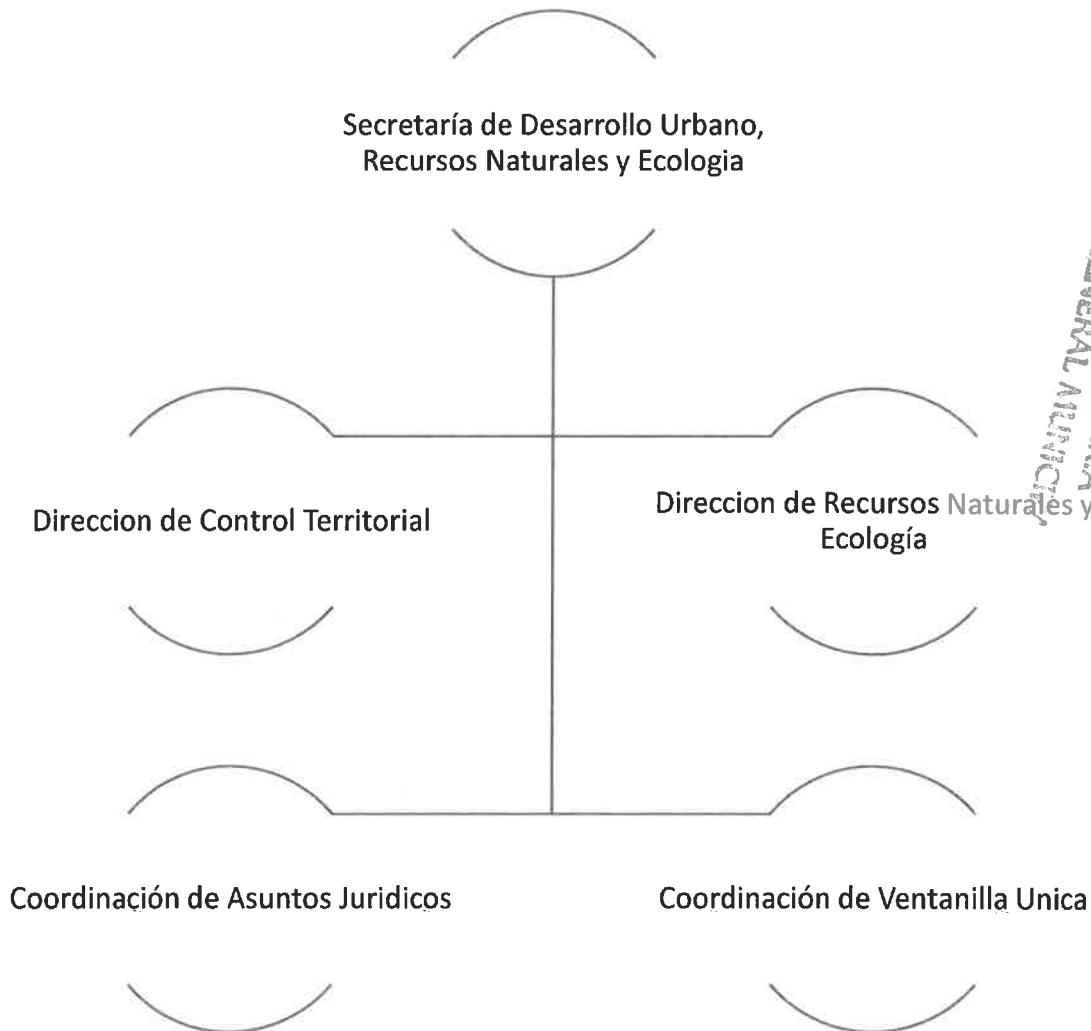 Secretaría de Desarrollo Urbano,
Recursos Naturales y Ecologia
Direccion de Control Territorial
Direccion de Recursos Naturales y
Ecología
Coordinación de Asuntos Juridicos
Coordinación de Ventanilla Unica